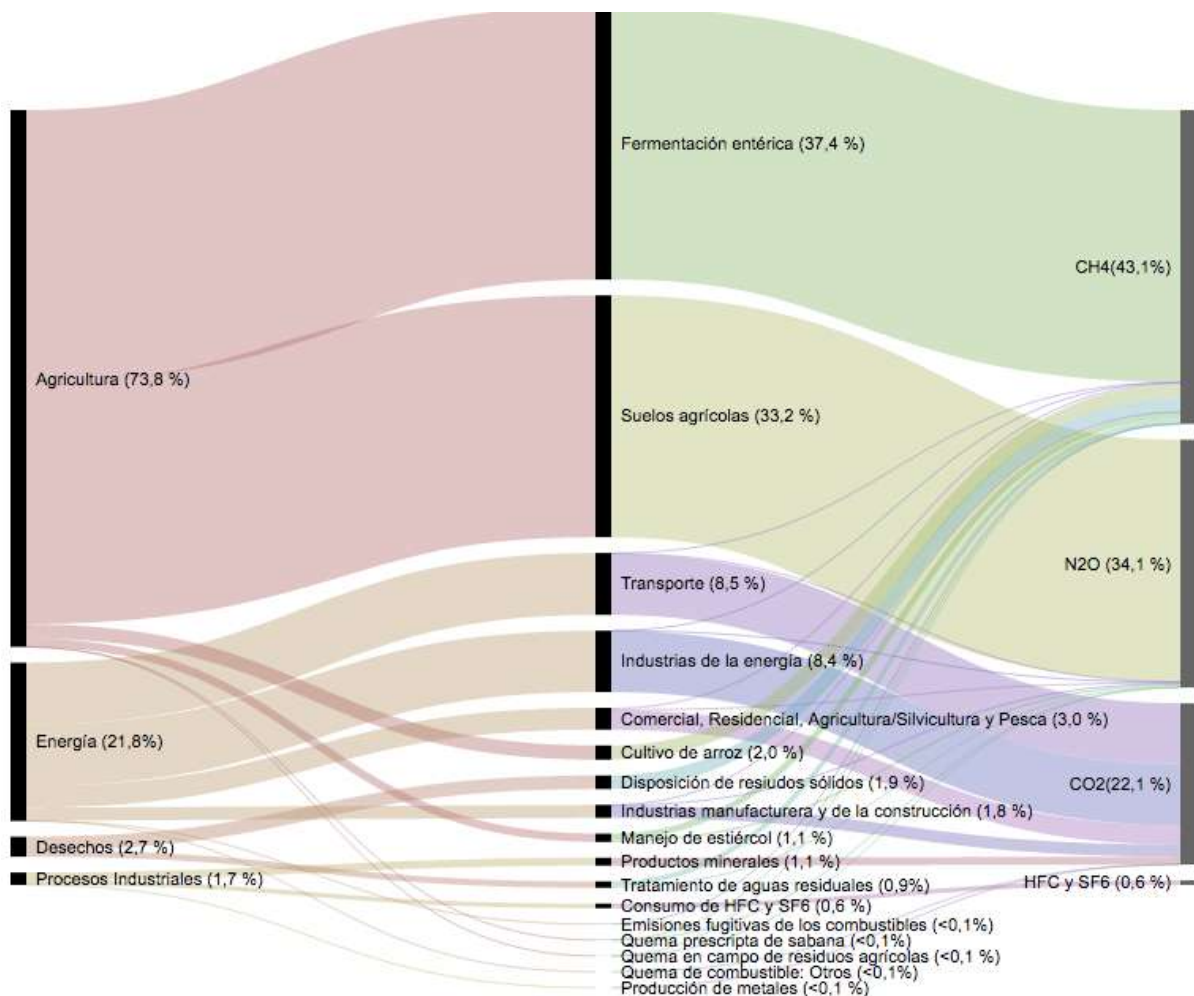 Agricultura (73,8 %)
Energía (21,8%)
Desechos (2,7 %)
Procesos Industriales (1,7 %)
Fermentación entérica (37,4 %)
Suelos agrícolas (33,2 %)
Transporte (8,5 %)
Industrias de la energía (8,4 %)
Comercial, Residencial, Agricultura/Silvicultura y Pesca (3,0 %)
Cultivo de arroz (2,0 %)
Disposición de resiudos sólidos (1,9 %)
Industrias manufacturera y de la construcción (1,8 %)
Manejo de estiércol (1,1 %)
Productos minerales (1,1 %)
Tratamiento de aguas residuales (0,9%)
Consumo de HFC y SF6 (0,6 %)
Emisiones fugitivas de los combustibles (<0,1%)
Quema prescripta de sabana (<0,1%)
Quema en campo de residuos agrícolas (<0,1 %)
Quema de combustible: Otros (<0,1%)
Producción de metales (<0,1 %)
CH4(43,1%)
N2O (34,1 %)
CO2(22,1 %)
HFC y SF6 (0,6 %)